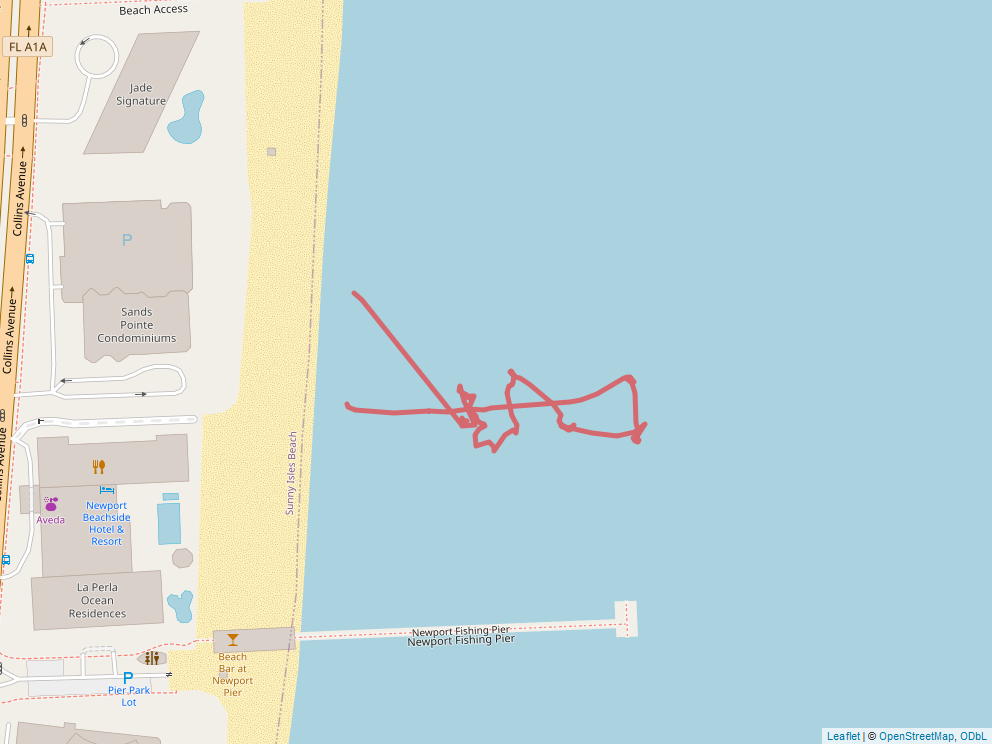 Beach Access
FL A1A
Jade
Signature
Collins Avenue
P
Collins Avenue
Sands
Pointe
Condominiums
Collins Avenue
Sunny Isles Beach
Aveda
Newport
Beachside
Hotel &
Resort
La Perla
Ocean
Residences
Newport Fishing Pier
Newport Fishing Pier
Beach
Bar at
Newport
Pier
P
Pier Park
Lot
Leaflet | © OpenStreetMap, ODbL